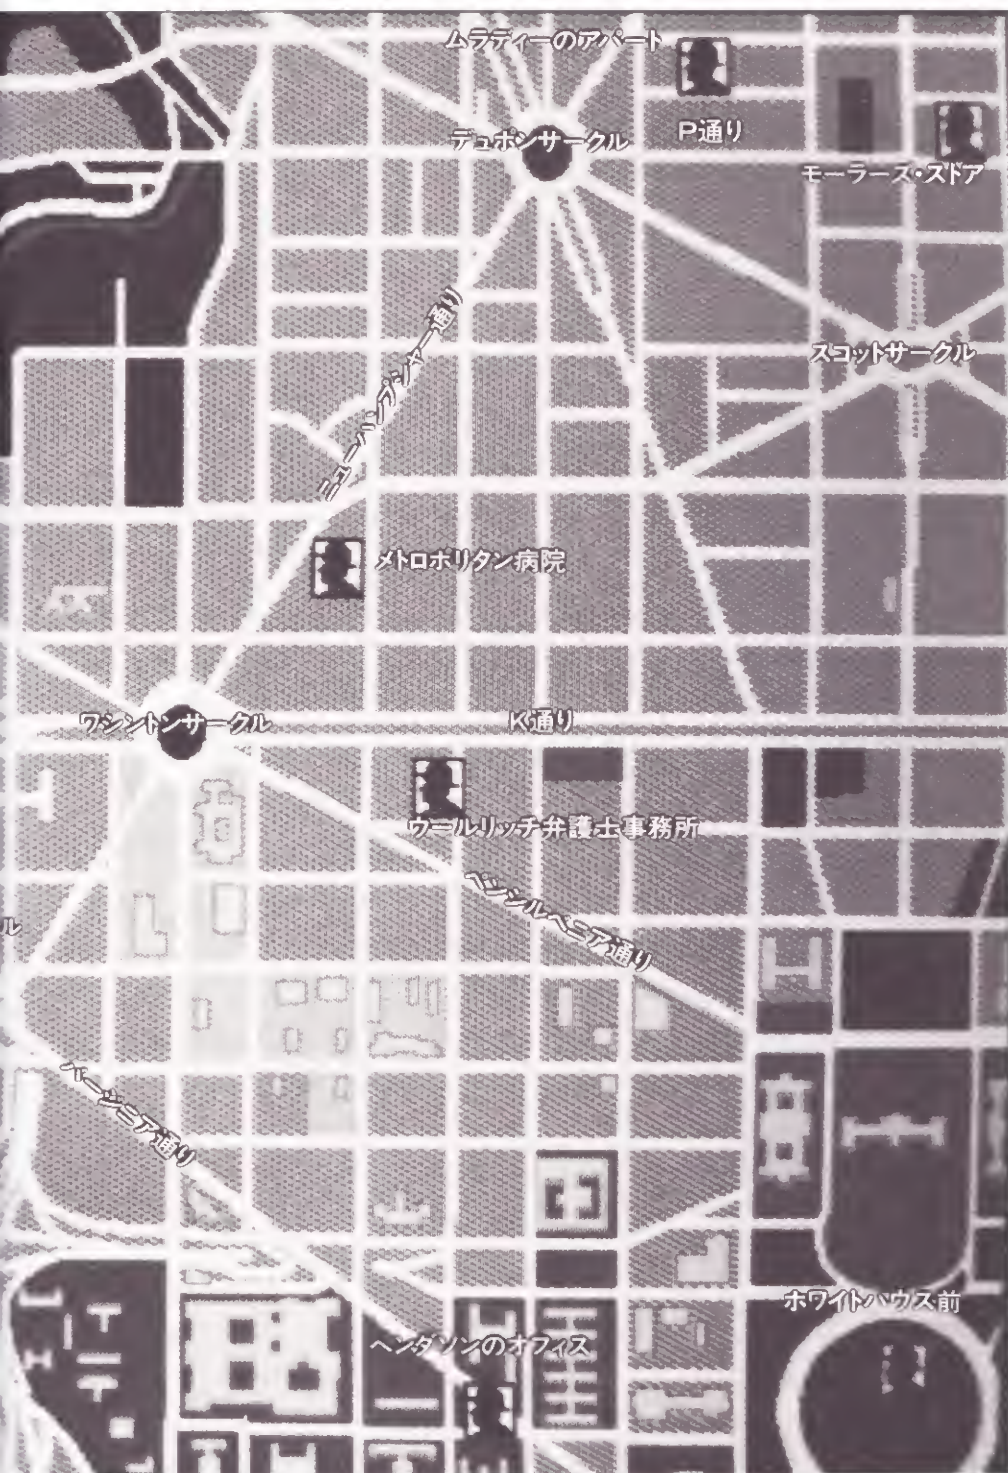 ムラディーのアパート
デュポンサークル
P通り
モーラーズ・ストア
ニューハンプシャー通り
スコットサークル
メトロポリタン病院
ワシントンサークル
K通り
ウールリッチ弁護士事務所
ペンシルベニア通り
ル
バージニア通り
ホワイトハウス前
ヘンダソンのオフィス